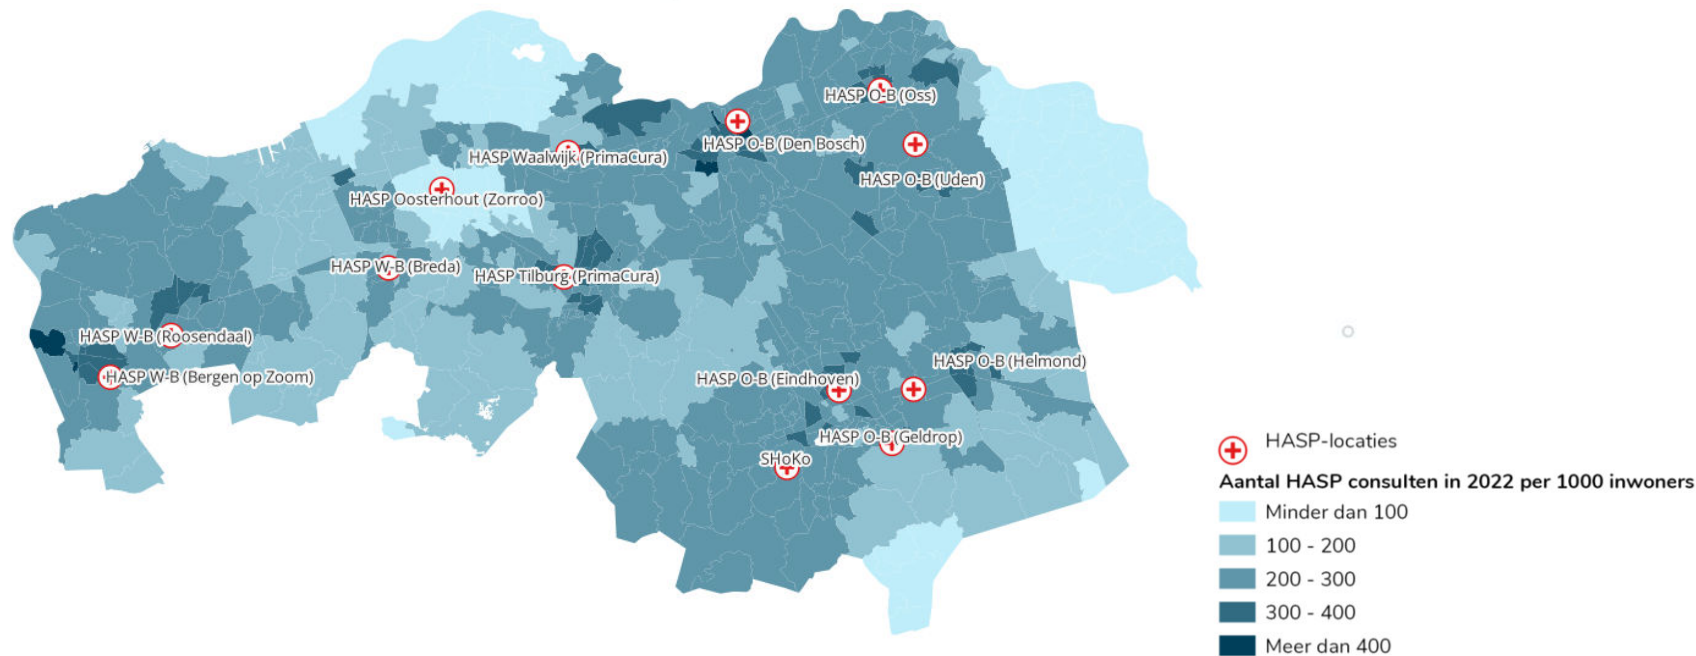 HASP O-B (Oss)
HASP O-B (Den Bosch)
HASP Waalwijk (PrimaCura)
HASP O-B (Uden)
HASP Oosterhout (Zorroo)
HASP W-B (Breda)
HASP Tilburg (PrimaCura)
HASP W-B (Roosendaal)
HASP O-B (Helmond)
HASP W-B (Bergen op Zoom)
HASP O-B (Eindhoven)
HASP O-B (Geldrop)
SHoKo
HASP-locaties
Aantal HASP consulten in 2022 per 1000 inwoners
Minder dan 100
100 - 200
200 - 300
300 - 400
Meer dan 400